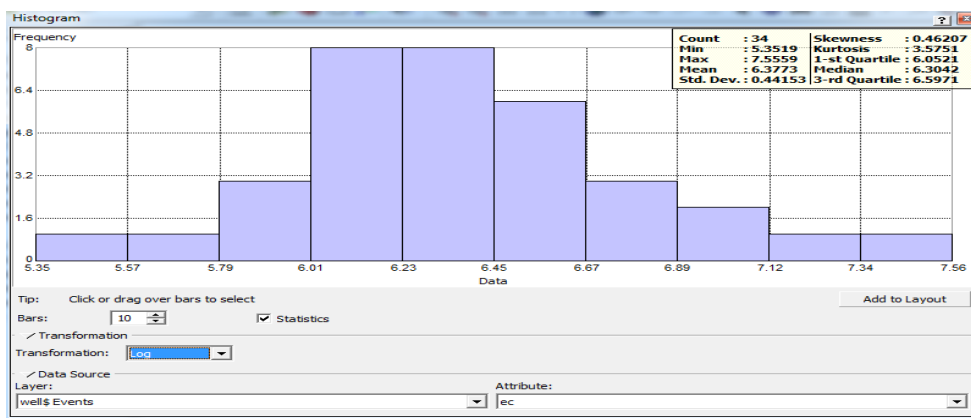 Histogram
Frequency
Count : 34 Skewness : 0.46207
Min : 5.3519 Kurtosis : 3.5751
Max : 7.5559 1-st Quartile : 6.0521
Mean : 6.3773 Median : 6.3042
Std. Dev. : 0.44153 3-rd Quartile : 6.5971
8
6.4
4.8
3.2
1.6
0
5.35 5.57 5.79 6.01 6.23 6.45 6.67 6.89 7.12 7.34 7.56
Data
Tip: Click or drag over bars to select Add to Layout
Bars: 10 Statistics
Transformation
Transformation: Log
Data Source
Layer: Attribute:
well$ Events ec